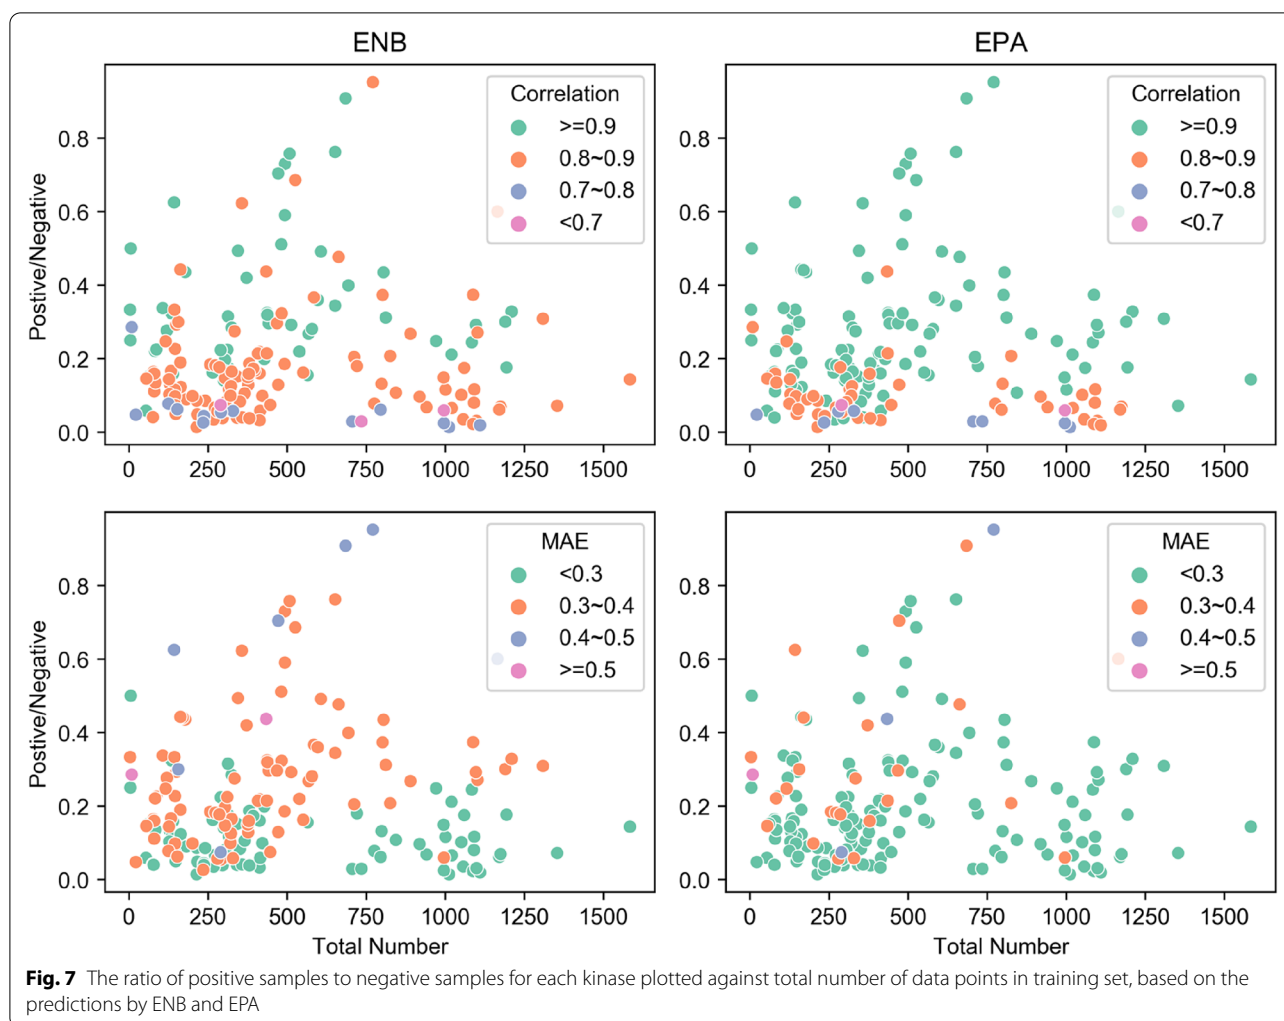 ENB
EPA
Postive/Negative
0.8
0.6
0.4
0.2
0.0
Correlation
>=0.9
0.8~0.9
0.7~0.8
<0.7
0 250 500 750 1000 1250 1500
0.8
0.6
0.4
0.2
0.0
Correlation
>=0.9
0.8~0.9
0.7~0.8
<0.7
0 250 500 750 1000 1250 1500
Postive/Negative
0.8
0.6
0.4
0.2
0.0
MAE
<0.3
0.3~0.4
0.4~0.5
>=0.5
0 250 500 750 1000 1250 1500
Total Number
0.8
0.6
0.4
0.2
0.0
MAE
<0.3
0.3~0.4
0.4~0.5
>=0.5
0 250 500 750 1000 1250 1500
Total Number
Fig. 7 The ratio of positive samples to negative samples for each kinase plotted against total number of data points in training set, based on the
predictions by ENB and EPA